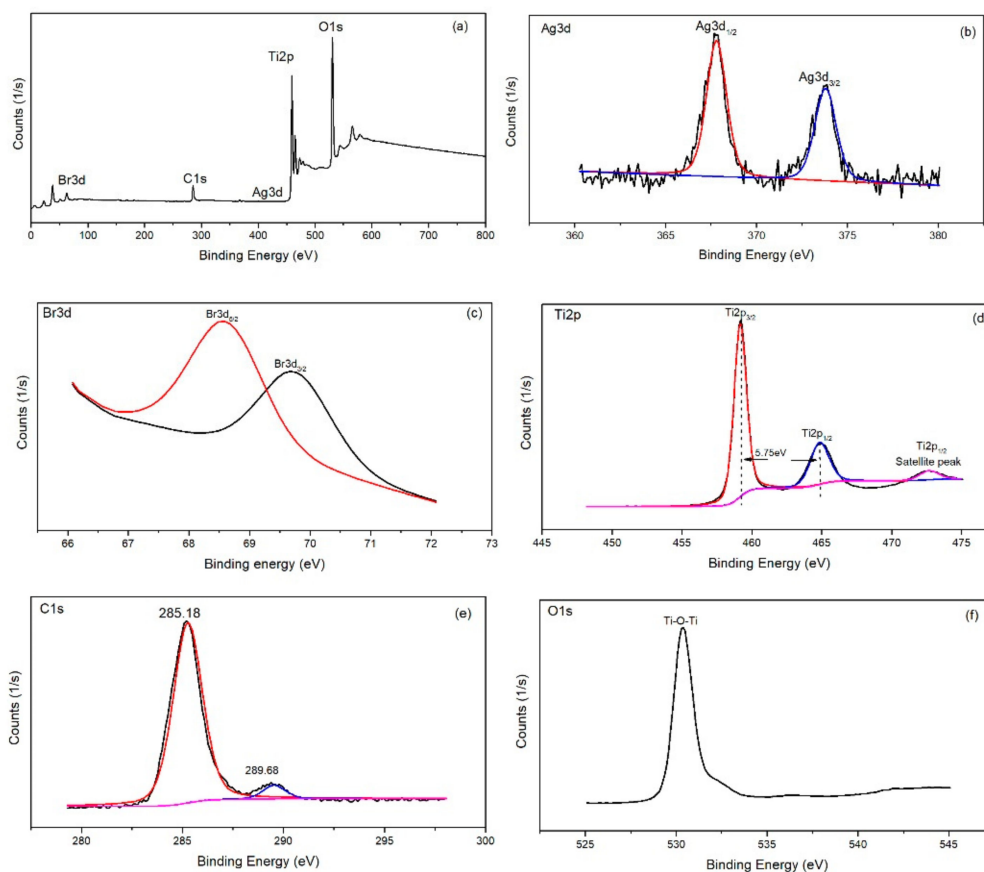 (a)
O1s
Ti2p
Br3d
C1s
Ag3d
Counts (1/s)
0 100 200 300 400 500 600 700 800
Binding Energy (eV)
Ag3d
Ag3d1/2
(b)
Ag3d3/2
Counts (1/s)
360 365 370 375 380
Binding Energy (eV)
Br3d
Br3d5/2
(c)
Br3d3/2
Counts (1/s)
66 67 68 69 70 71 72 73
Binding energy (eV)
Ti2p
Ti2p3/2
(d)
Ti2p1/2
5.75eV
Ti2p1/2
Satellite peak
Counts (1/s)
445 450 455 460 465 470 475
Binding Energy (eV)
C1s
285.18
(e)
289.68
Counts (1/s)
280 285 290 295 300
Binding Energy (eV)
O1s
Ti-O-Ti
(f)
Counts (1/s)
525 530 535 540 545
Binding Energy (eV)